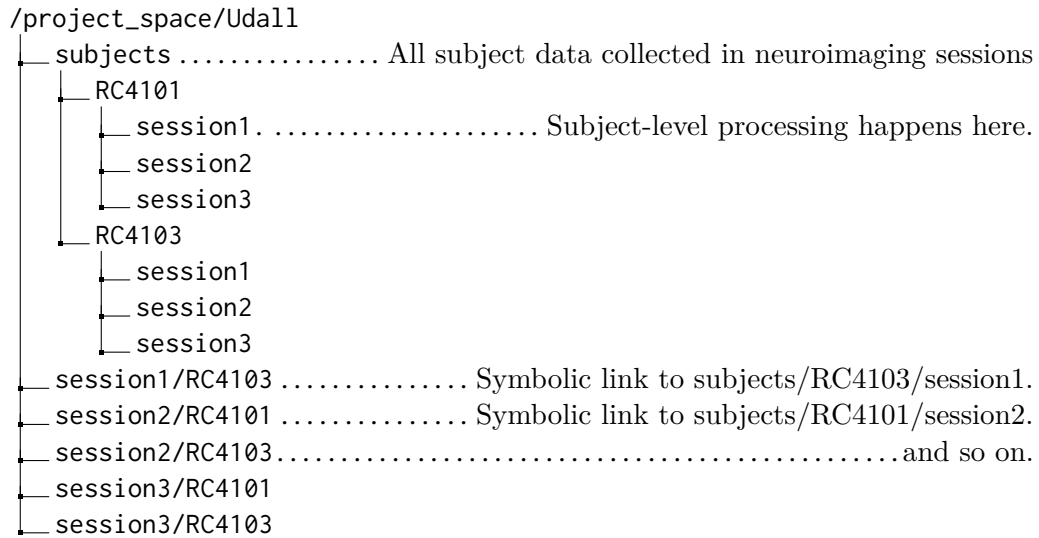 /project_space/Udall
subjects ................ All subject data collected in neuroimaging sessions
RC4101
session1. ...................... Subject-level processing happens here.
session2
session3
RC4103
session1
session2
session3
session1/RC4103 ............... Symbolic link to subjects/RC4103/session1.
session2/RC4101 ............... Symbolic link to subjects/RC4101/session2.
session2/RC4103.................................................and so on.
session3/RC4101
session3/RC4103